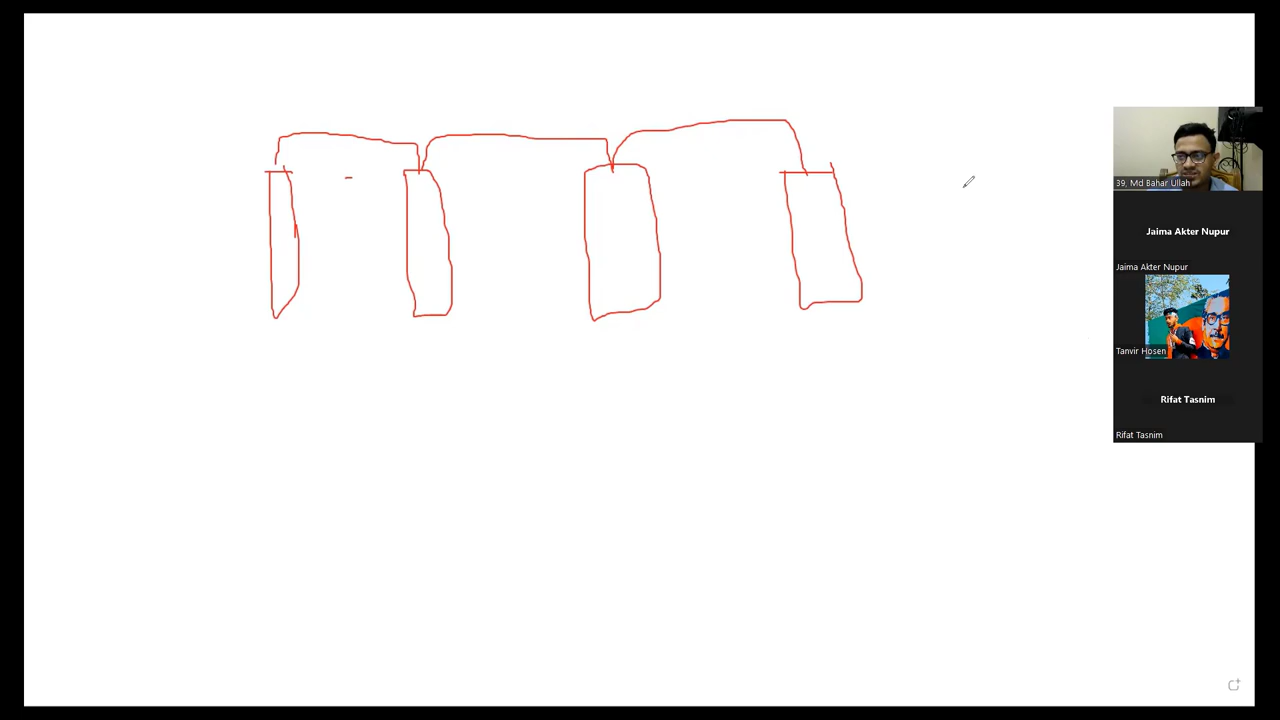 39, Md Bahar Ullah
Jaima Akter Nupur
Jaima Akter Nupur
Tanvir Hosen
Rifat Tasnim
Rifat Tasnim